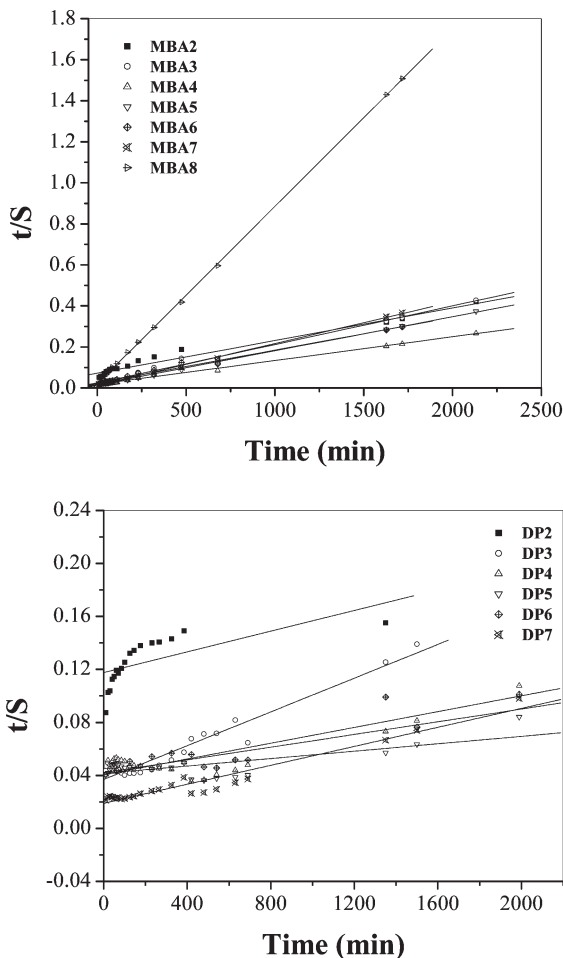 1.8
1.6
1.4
1.2
1.0
0.8
0.6
0.4
0.2
0.0
t/S
MBA2
MBA3
MBA4
MBA5
MBA6
MBA7
MBA8
0 500 1000 1500 2000 2500
Time (min)
0.24
0.20
0.16
0.12
0.08
0.04
0.00
-0.04
t/S
DP2
DP3
DP4
DP5
DP6
DP7
0 400 800 1200 1600 2000
Time (min)